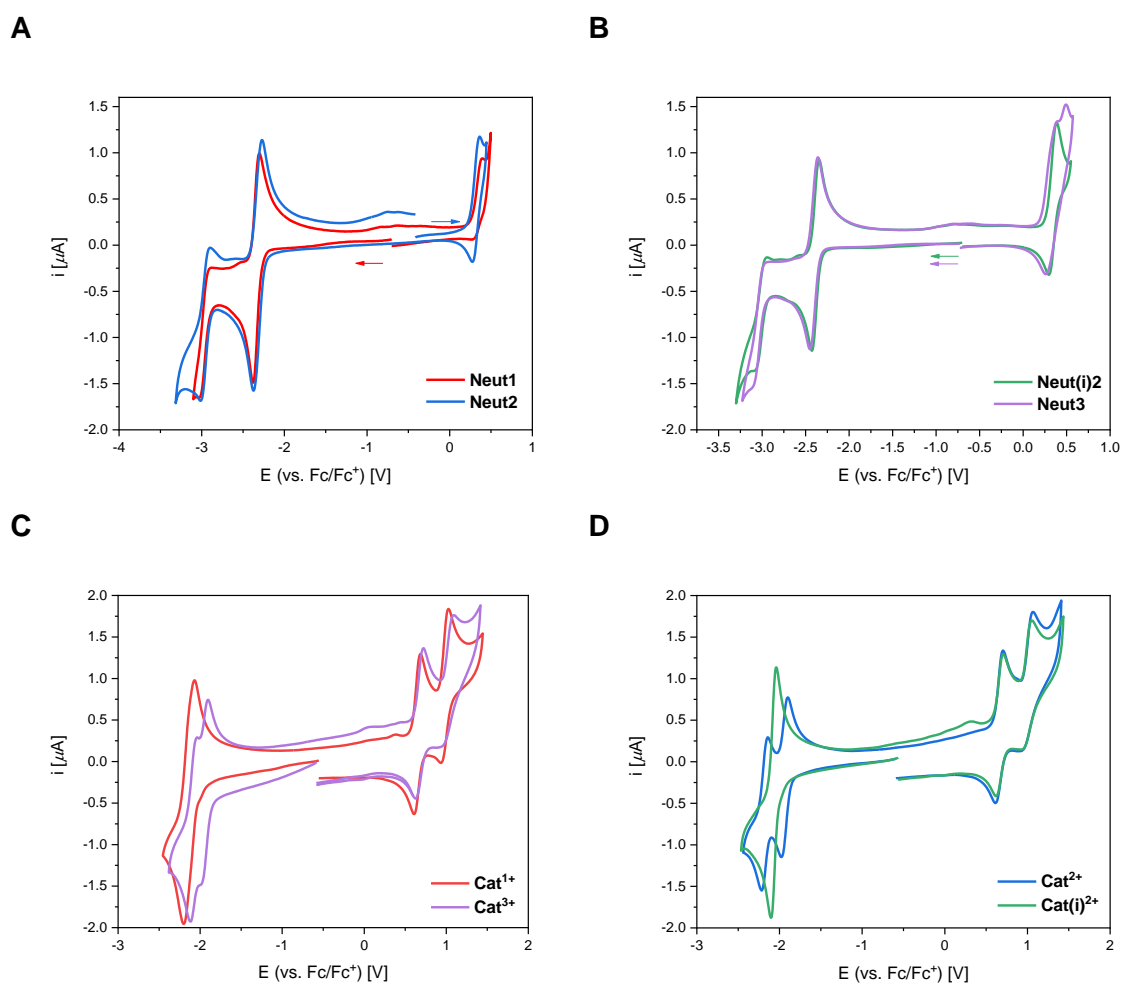 A
B
1.5
1.0
0.5
0.0
-0.5
-1.0
-1.5
-2.0
i [µA]
-4 -3 -2 -1 0 1
E (vs. Fc/Fc⁺) [V]
Neut1
Neut2
1.5
1.0
0.5
0.0
-0.5
-1.0
-1.5
-2.0
i [µA]
-3.5 -3.0 -2.5 -2.0 -1.5 -1.0 -0.5 0.0 0.5 1.0
E (vs. Fc/Fc⁺) [V]
Neut(i)2
Neut3
C
D
2.0
1.5
1.0
0.5
0.0
-0.5
-1.0
-1.5
-2.0
i [µA]
-3 -2 -1 0 1 2
E (vs. Fc/Fc⁺) [V]
Cat¹⁺
Cat³⁺
2.0
1.5
1.0
0.5
0.0
-0.5
-1.0
-1.5
-2.0
i [µA]
-3 -2 -1 0 1 2
E (vs. Fc/Fc⁺) [V]
Cat²⁺
Cat(i)²⁺